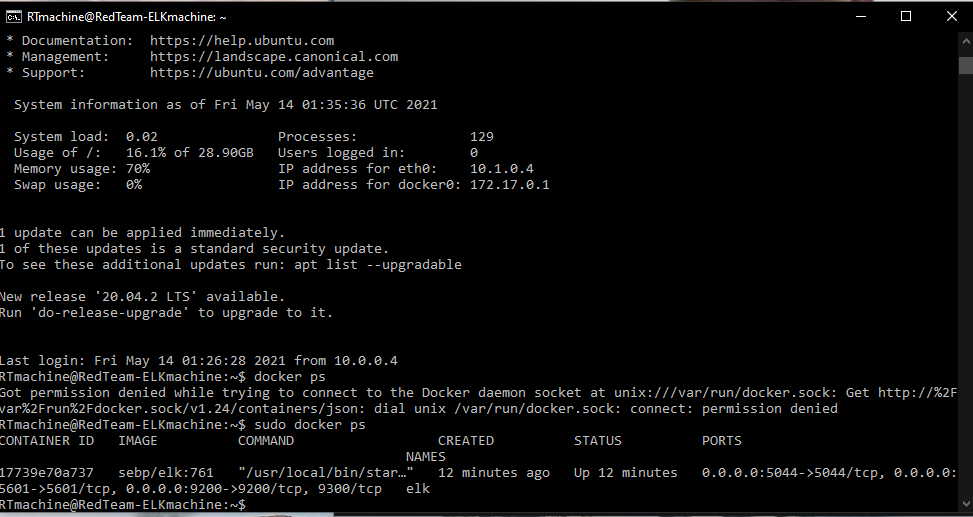 RTmachine@RedTeam-ELKmachine: ~
* Documentation:  https://help.ubuntu.com
* Management:     https://landscape.canonical.com
* Support:        https://ubuntu.com/advantage
System information as of Fri May 14 01:35:36 UTC 2021
System load:  0.02               Processes:              129
Usage of /:   16.1% of 28.90GB   Users logged in:        0
Memory usage: 70%                IP address for eth0:    10.1.0.4
Swap usage:   0%                 IP address for docker0: 172.17.0.1
1 update can be applied immediately.
1 of these updates is a standard security update.
To see these additional updates run: apt list --upgradable
New release '20.04.2 LTS' available.
Run 'do-release-upgrade' to upgrade to it.
Last login: Fri May 14 01:26:28 2021 from 10.0.0.4
RTmachine@RedTeam-ELKmachine:~$ docker ps
Got permission denied while trying to connect to the Docker daemon socket at unix:///var/run/docker.sock: Get http://%2F
var%2Frun%2Fdocker.sock/v1.24/containers/json: dial unix /var/run/docker.sock: connect: permission denied
RTmachine@RedTeam-ELKmachine:~$ sudo docker ps
CONTAINER ID   IMAGE          COMMAND                  CREATED          STATUS          PORTS
NAMES
17739e70a737   sebp/elk:761   "/usr/local/bin/star…"   12 minutes ago   Up 12 minutes   0.0.0.0:5044->5044/tcp, 0.0.0.0:
5601->5601/tcp, 0.0.0.0:9200->9200/tcp, 9300/tcp   elk
RTmachine@RedTeam-ELKmachine:~$